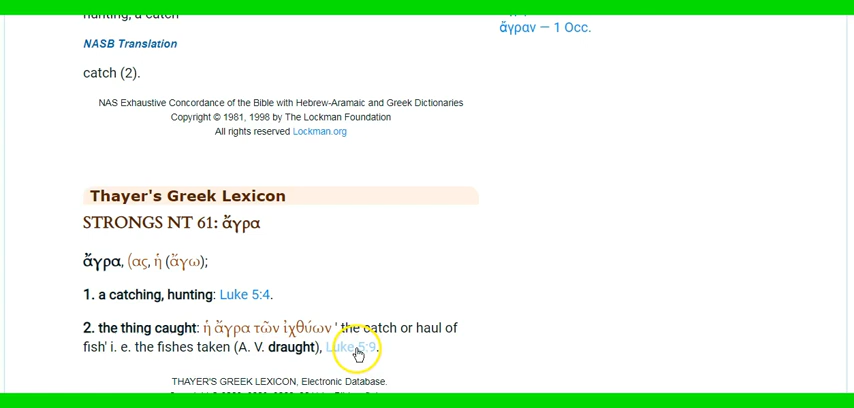 hunting, a catch
ἄγραν — 1 Occ.
NASB Translation
catch (2).
NAS Exhaustive Concordance of the Bible with Hebrew-Aramaic and Greek Dictionaries
Copyright © 1981, 1998 by The Lockman Foundation
All rights reserved Lockman.org
Thayer's Greek Lexicon
STRONGS NT 61: ἄγρα
ἄγρα, (ας, ἡ (ἄγω);
1. a catching, hunting: Luke 5:4.
2. the thing caught: ἡ ἄγρα τῶν ἰχθύων ' the catch or haul of
fish' i. e. the fishes taken (A. V. draught), Luke 5:9.
THAYER'S GREEK LEXICON, Electronic Database.